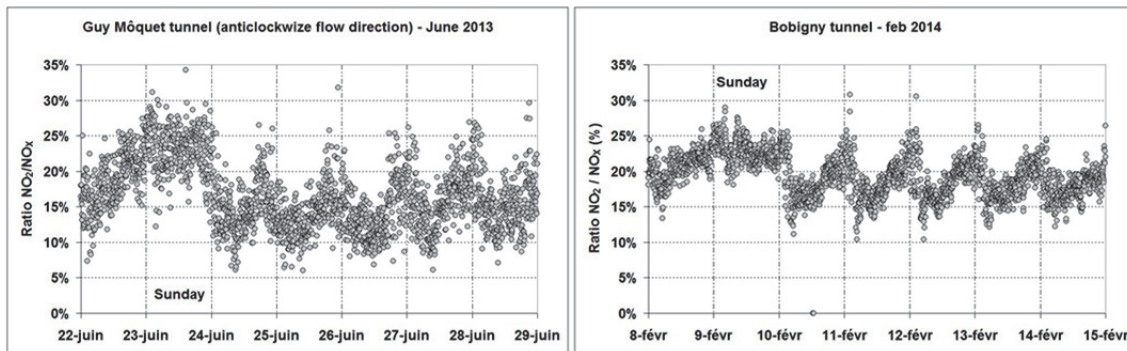 Guy Môquet tunnel (anticlockwize flow direction) - June 2013
Ratio NO2/NOx
35%
30%
25%
20%
15%
10%
5%
0%
Sunday
22-juin 23-juin 24-juin 25-juin 26-juin 27-juin 28-juin 29-juin
Bobigny tunnel - feb 2014
Ratio NO2 / NOx (%)
35%
30%
25%
20%
15%
10%
5%
0%
Sunday
8-févr 9-févr 10-févr 11-févr 12-févr 13-févr 14-févr 15-févr